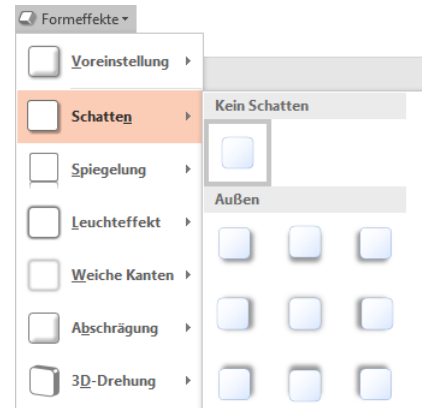 Formeffekte
Voreinstellung
Schatten
Kein Schatten
Spiegelung
Außen
Leuchteffekt
Weiche Kanten
Abschrägung
3D-Drehung